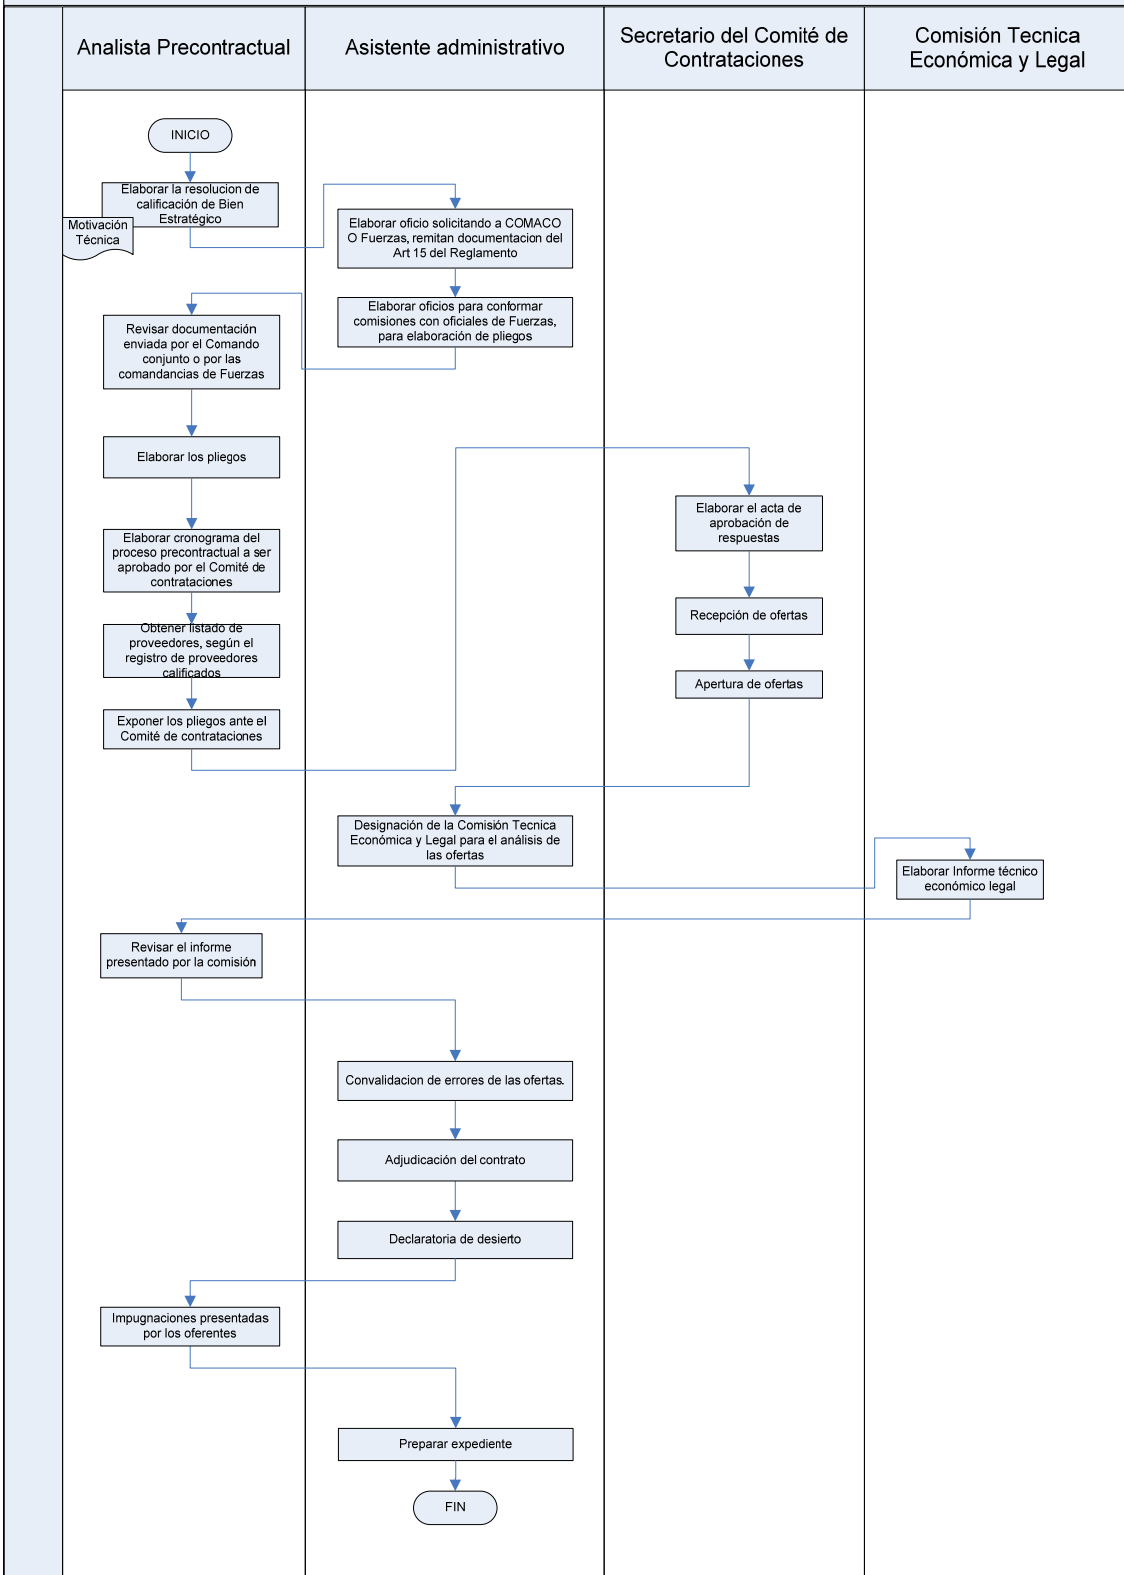 Analista Precontractual
Asistente administrativo
Secretario del Comité de
Contrataciones
Comisión Tecnica
Económica y Legal
INICIO
Elaborar la resolucion de
calificación de Bien
Estratégico
Motivación
Técnica
Elaborar oficio solicitando a COMACO
O Fuerzas, remitan documentacion del
Art 15 del Reglamento
Elaborar oficios para conformar
comisiones con oficiales de Fuerzas,
para elaboración de pliegos
Revisar documentación
enviada por el Comando
conjunto o por las
comandancias de Fuerzas
Elaborar los pliegos
Elaborar cronograma del
proceso precontractual a ser
aprobado por el Comité de
contrataciones
Obtener listado de
proveedores, según el
registro de proveedores
calificados
Exponer los pliegos ante el
Comité de contrataciones
Elaborar el acta de
aprobación de
respuestas
Recepción de ofertas
Apertura de ofertas
Designación de la Comisión Tecnica
Económica y Legal para el análisis de
las ofertas
Elaborar Informe técnico
económico legal
Revisar el informe
presentado por la comisión
Convalidacion de errores de las ofertas.
Adjudicación del contrato
Declaratoria de desierto
Impugnaciones presentadas
por los oferentes
Preparar expediente
FIN